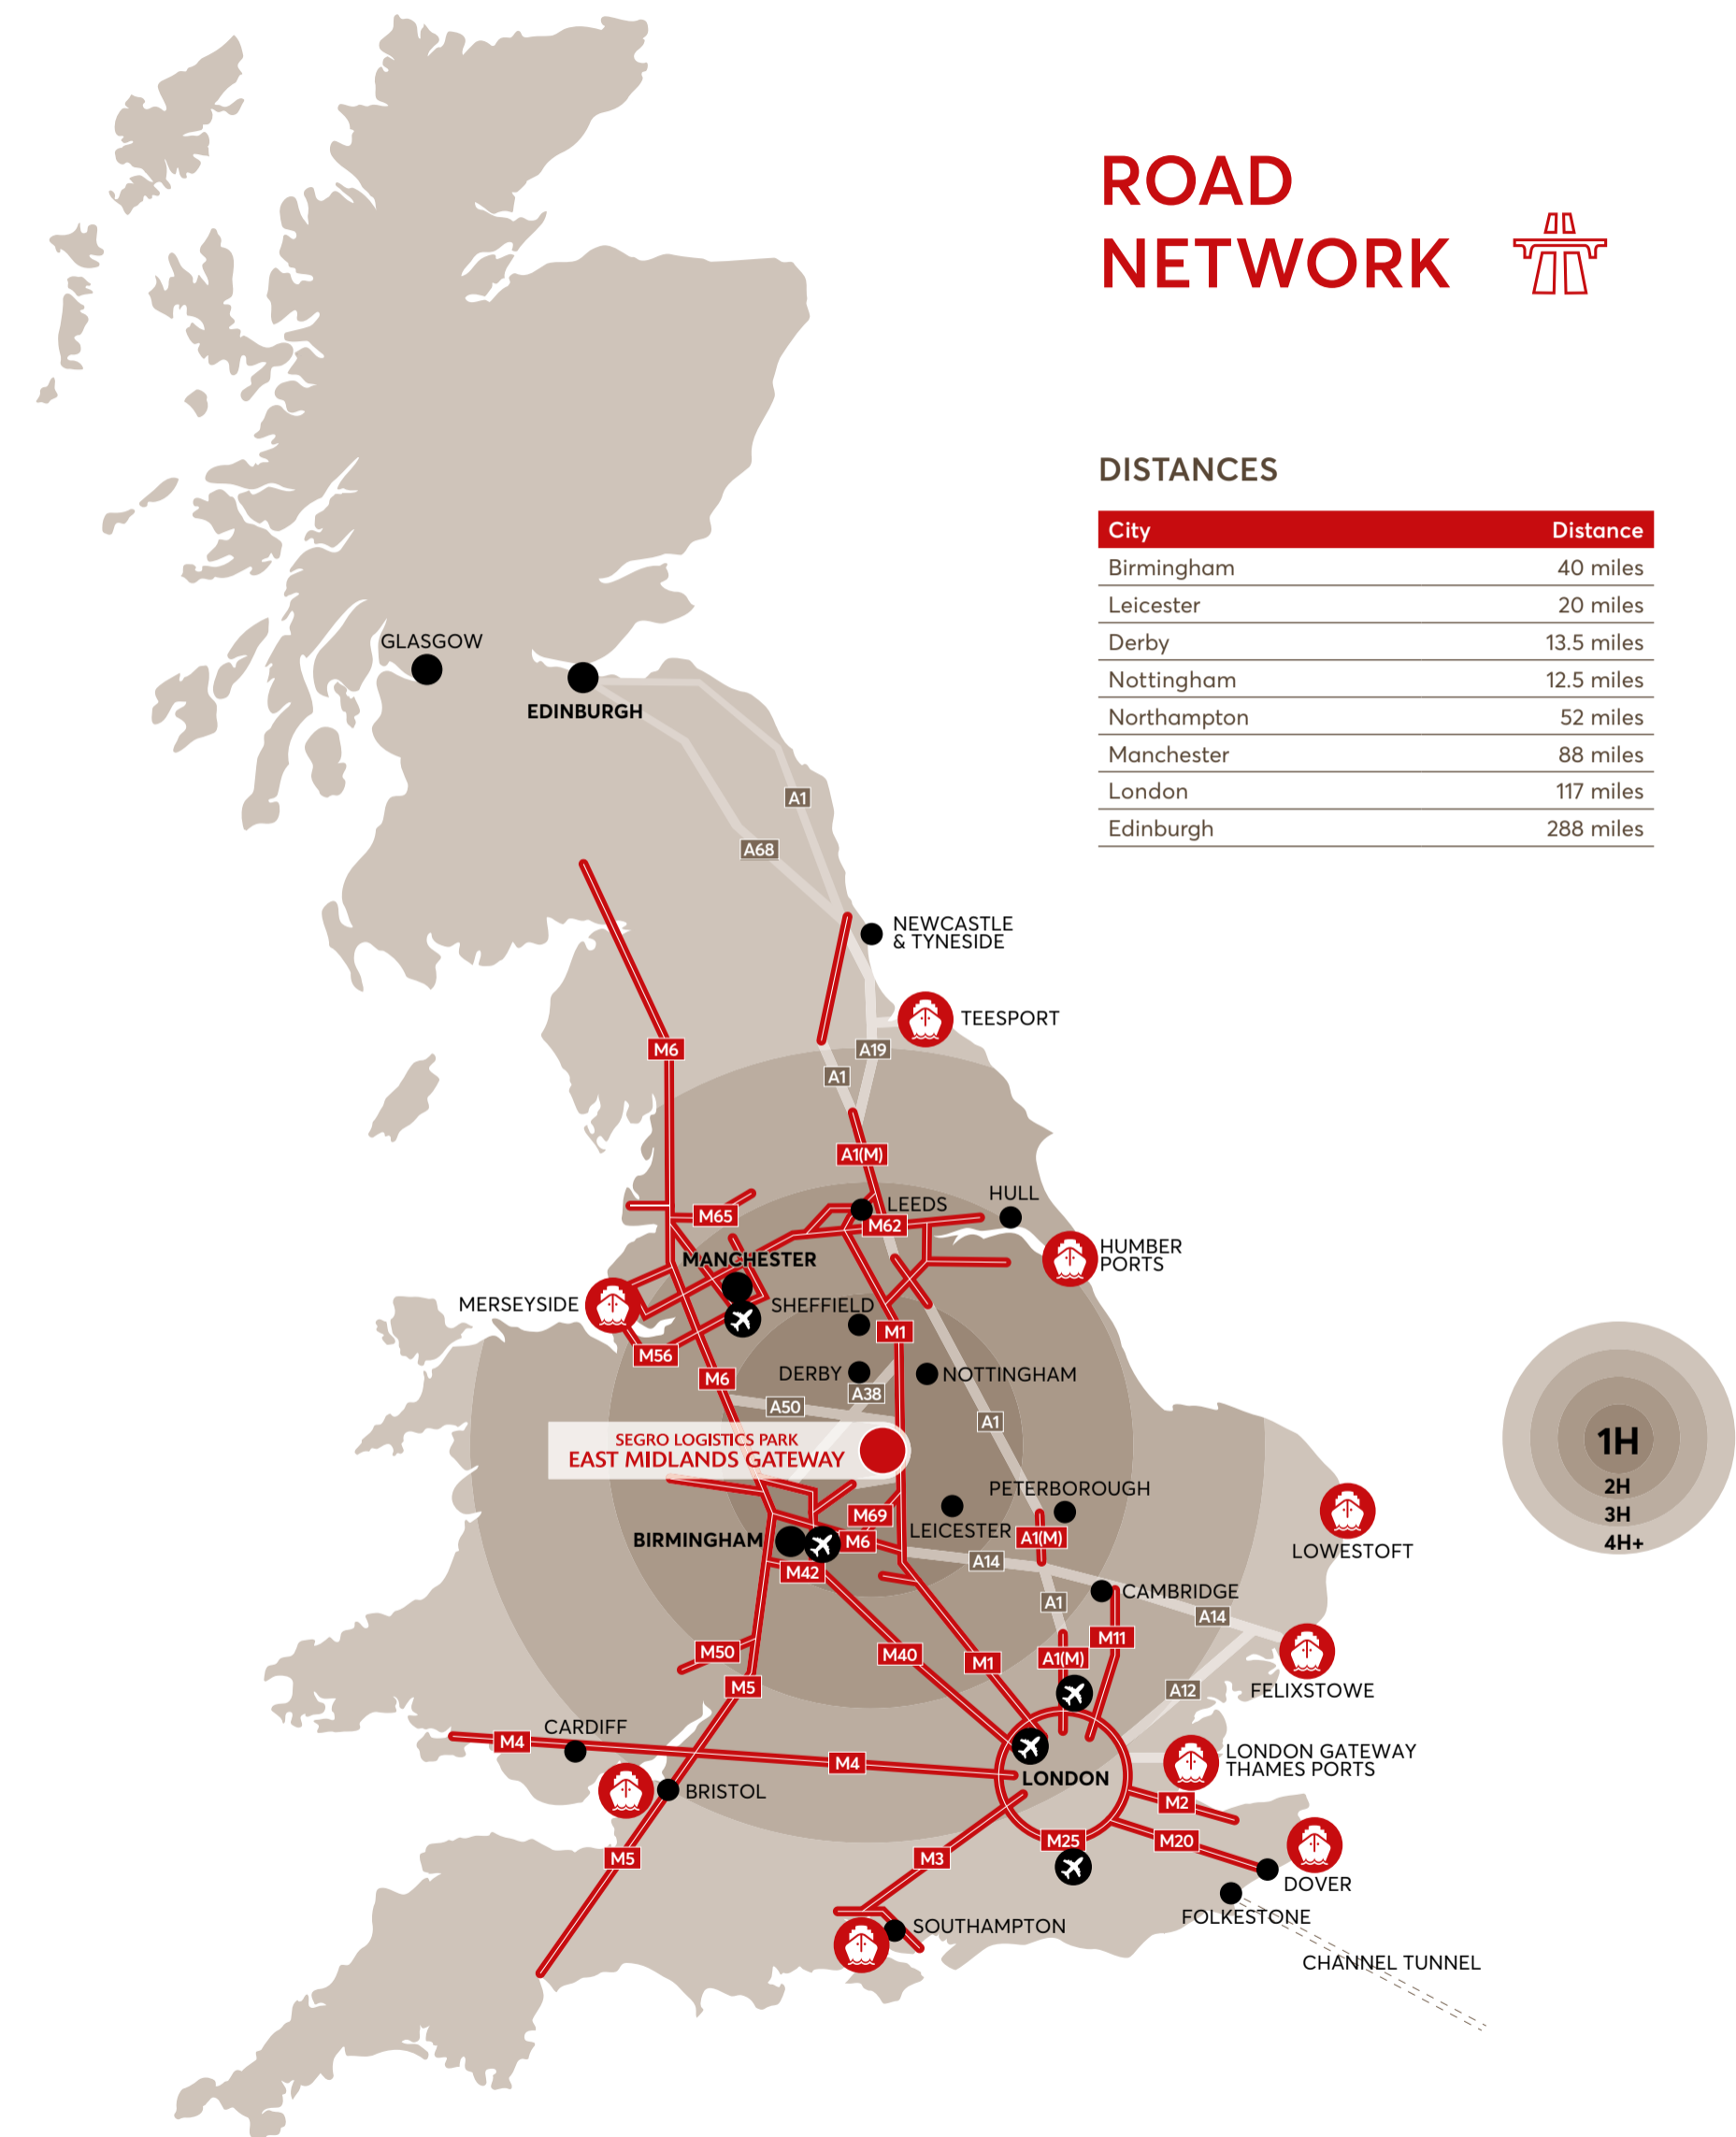 ROAD
NETWORK
DISTANCES
City Distance
Birmingham 40 miles
Leicester 20 miles
Derby 13.5 miles
Nottingham 12.5 miles
Northampton 52 miles
Manchester 88 miles
London 117 miles
Edinburgh 288 miles
GLASGOW
EDINBURGH
A1
A68
NEWCASTLE
& TYNESIDE
TEESPORT
M6
A19
A1
A1(M)
HULL
LEEDS
M65
M62
HUMBER
PORTS
MANCHESTER
MERSEYSIDE
SHEFFIELD
M1
M56
DERBY
NOTTINGHAM
M6
A38
A50
A1
SEGRO LOGISTICS PARK
EAST MIDLANDS GATEWAY
1H
2H
3H
4H+
PETERBOROUGH
M69
LEICESTER
A1(M)
BIRMINGHAM
M6
LOWESTOFT
A14
M42
CAMBRIDGE
A1
A14
M11
M50
M40
A1(M)
M1
M5
A12
FELIXSTOWE
CARDIFF
M4
M4
LONDON GATEWAY
THAMES PORTS
LONDON
BRISTOL
M2
M25
M20
M5
M3
DOVER
FOLKESTONE
SOUTHAMPTON
CHANNEL TUNNEL